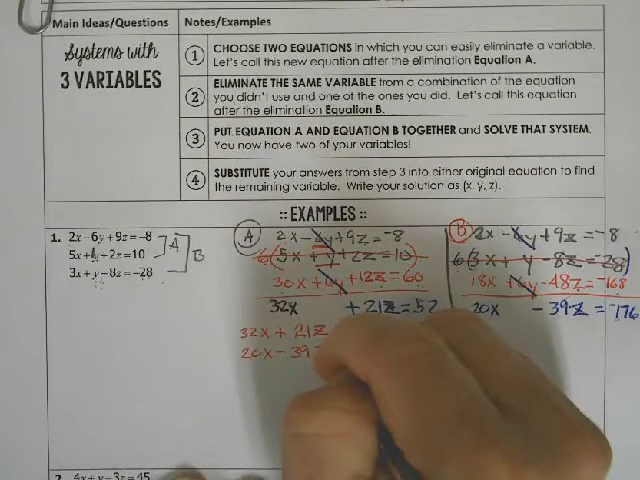 Main Ideas/Questions Notes/Examples
Systems with
3 VARIABLES
1 CHOOSE TWO EQUATIONS in which you can easily eliminate a variable.
Let's call this new equation after the elimination Equation A.
2 ELIMINATE THE SAME VARIABLE from a combination of the equation
you didn't use and one of the ones you did. Let's call this equation
after the elimination Equation B.
3 PUT EQUATION A AND EQUATION B TOGETHER and SOLVE THAT SYSTEM.
You now have two of your variables!
4 SUBSTITUTE your answers from step 3 into either original equation to find
the remaining variable. Write your solution as (x, y, z).
:: EXAMPLES ::
1. 2x-6y+9z=-8
5x+y+2z=10
3x+y-8z=-28
A
B
A 2x-6y+9z=-8
6(5x+y+2z=10)
30x+6y+12z=60
32x +21z=52
32x+21z
20x-39
B 2x-6y+9z=-8
6(3x+y-8z=-28)
18x+6y-48z=-168
20x -39z=-176
2. 4x+y-3z=45